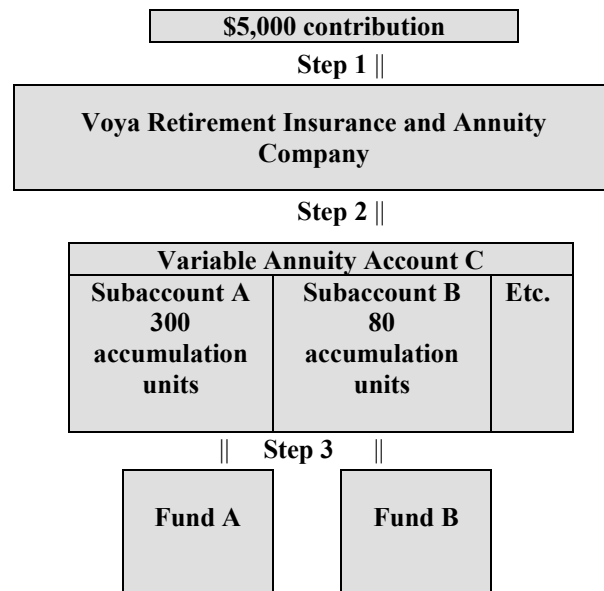 $5,000 contribution
Step 1 ||
Voya Retirement Insurance and Annuity
Company
Step 2 ||
Variable Annuity Account C
Subaccount A
300
accumulation
units
Subaccount B
80
accumulation
units
Etc.
|| Step 3 ||
Fund A
Fund B